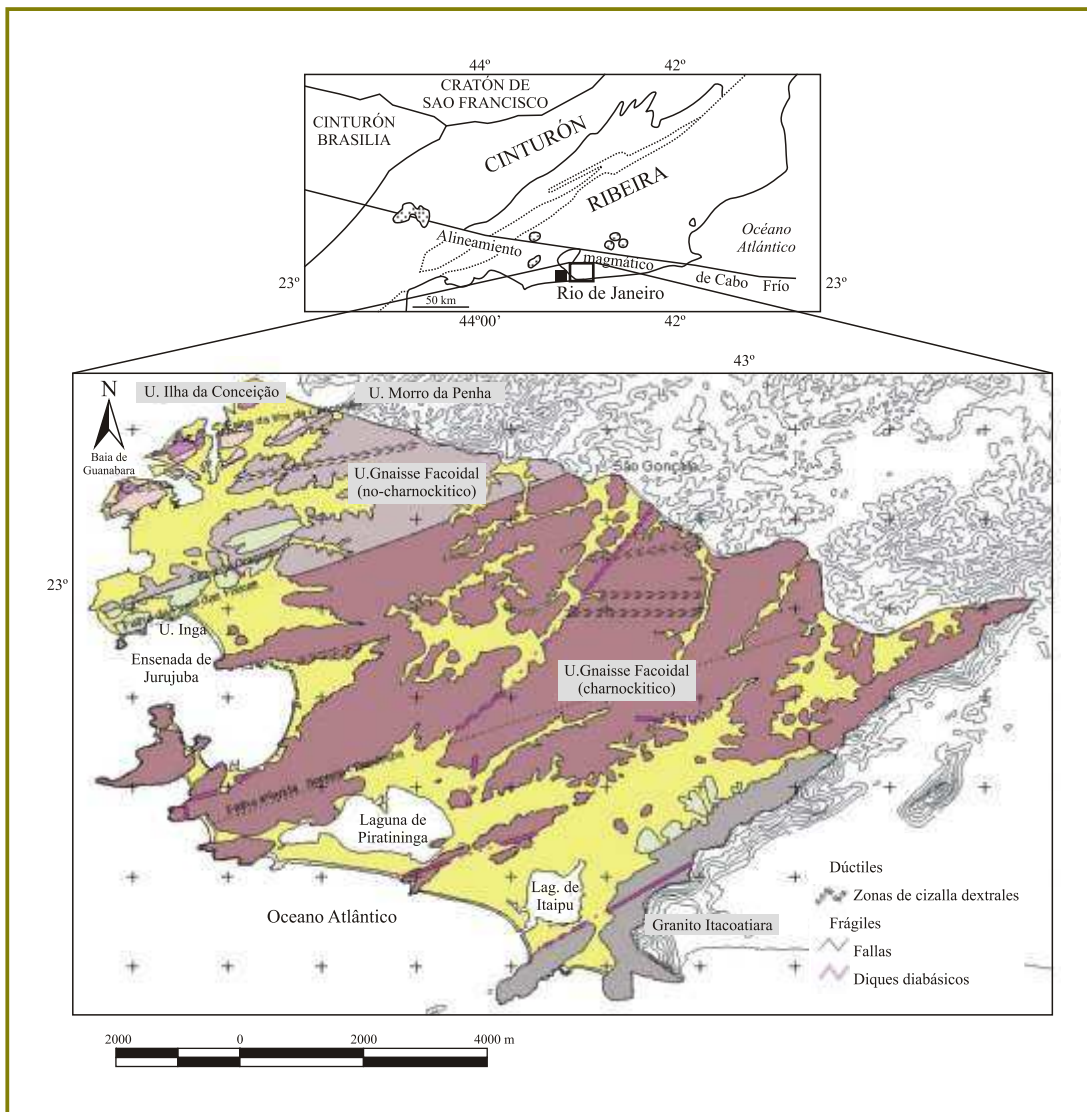 44º
42º
CRATÓN DE
SAO FRANCISCO
CINTURÓN
BRASILIA
CINTURÓN
RIBEIRA
Océano
Atlántico
Alineamiento
magmático
de Cabo
Frío
23º
23º
Rio de Janeiro
50 km
44º00’
42º
43º
N
Baia de
Guanabara
U. Ilha da Conceição
U. Morro da Penha
U.Gnaisse Facoidal
(no-charnockitico)
São Gonçalo
23º
U. Ingá
Ensenada de
Jurujuba
U.Gnaisse Facoidal
(charnockitico)
Laguna de
Piratininga
Lag. de
Itaipu
Oceano Atlântico
Granito Itacoatiara
Dúctiles
Zonas de cizalla dextrales
Frágiles
Fallas
Diques diabásicos
2000
0
2000
4000 m